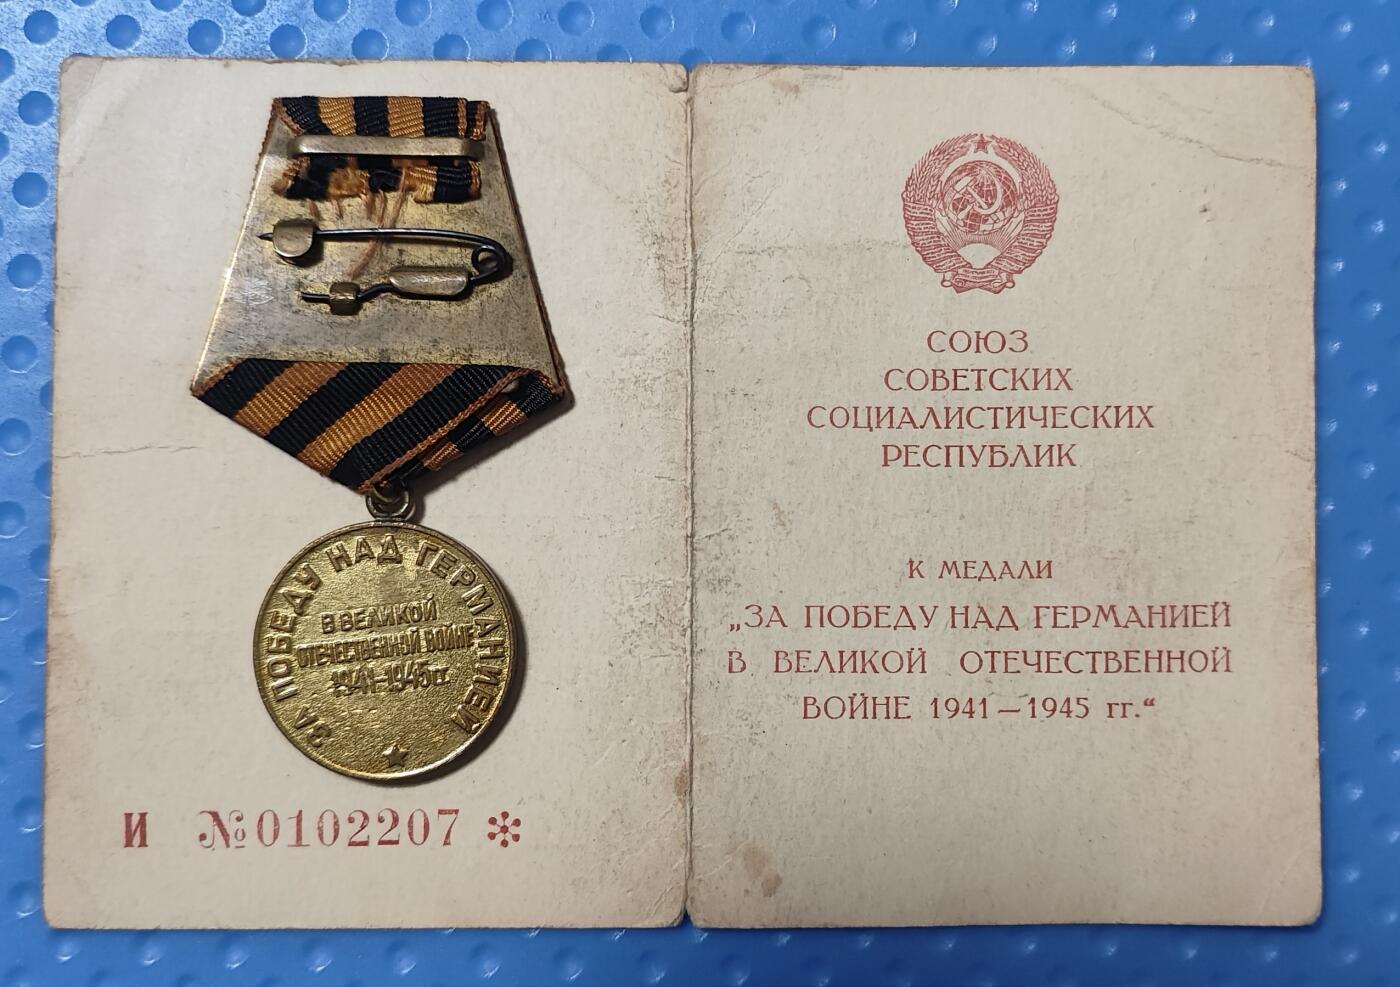 ЗА ПОБЕДУ НАД ГЕРМАНИЕЙ
В ВЕЛИКОЙ
ОТЕЧЕСТВЕННОЙ ВОЙНЕ
1941-1945гг.
И №0102207 *
СОЮЗ
СОВЕТСКИХ
СОЦИАЛИСТИЧЕСКИХ
РЕСПУБЛИК
К МЕДАЛИ
„ЗА ПОБЕДУ НАД ГЕРМАНИЕЙ
В ВЕЛИКОЙ ОТЕЧЕСТВЕННОЙ
ВОЙНЕ 1941—1945 гг.“